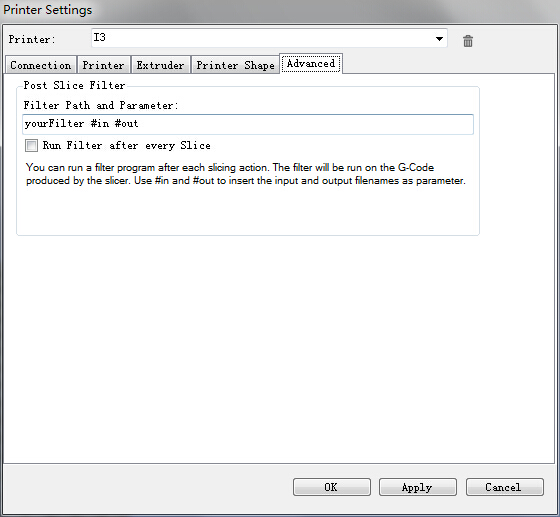 Printer Settings
Printer: I3
Connection Printer Extruder Printer Shape Advanced
Post Slice Filter
Filter Path and Parameter:
yourFilter #in #out
Run Filter after every Slice
You can run a filter program after each slicing action. The filter will be run on the G-Code
produced by the slicer. Use #in and #out to insert the input and output filenames as parameter.
OK Apply Cancel